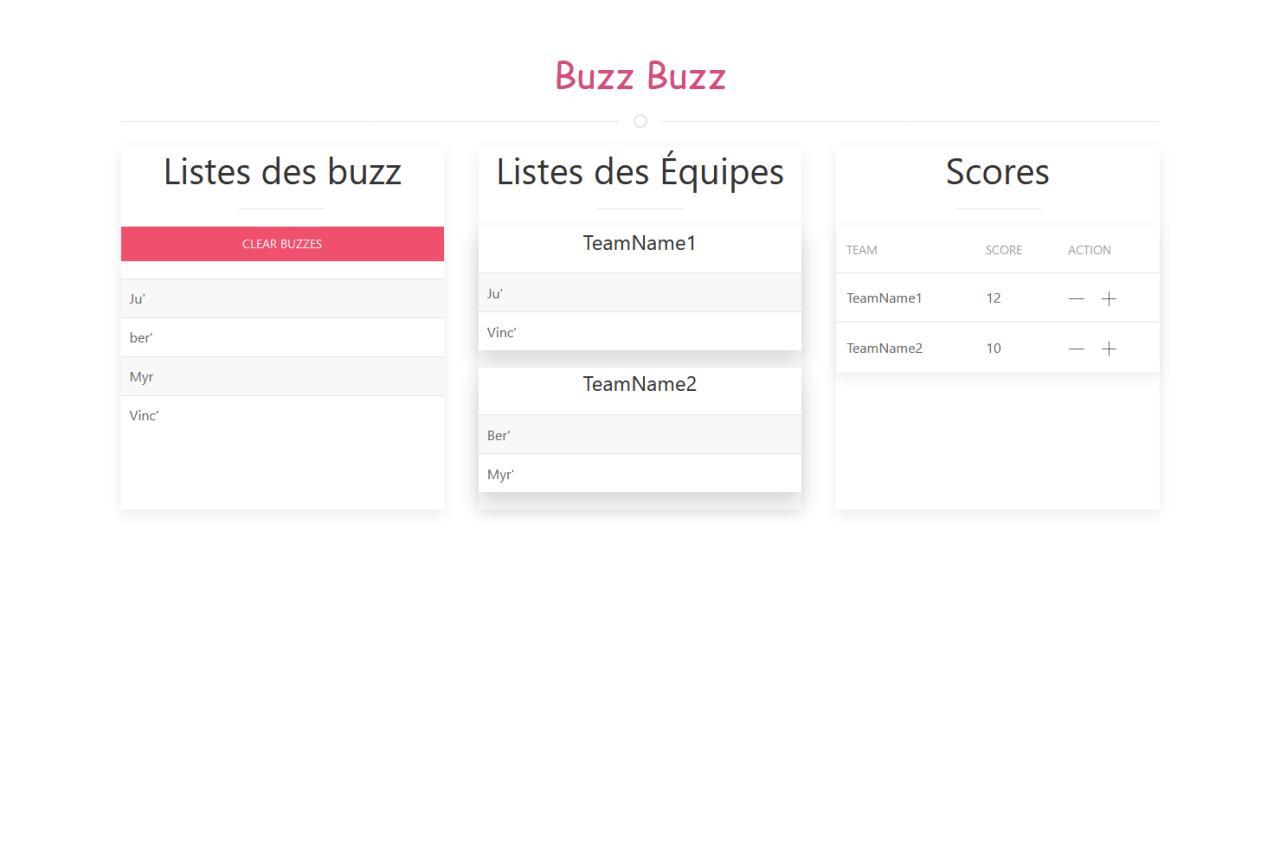 Buzz Buzz
Listes des buzz
CLEAR BUZZES
Ju'
ber'
Myr
Vinc'
Listes des Équipes
TeamName1
Ju'
Vinc'
TeamName2
Ber'
Myr'
Scores
TEAM SCORE ACTION
TeamName1 12
TeamName2 10